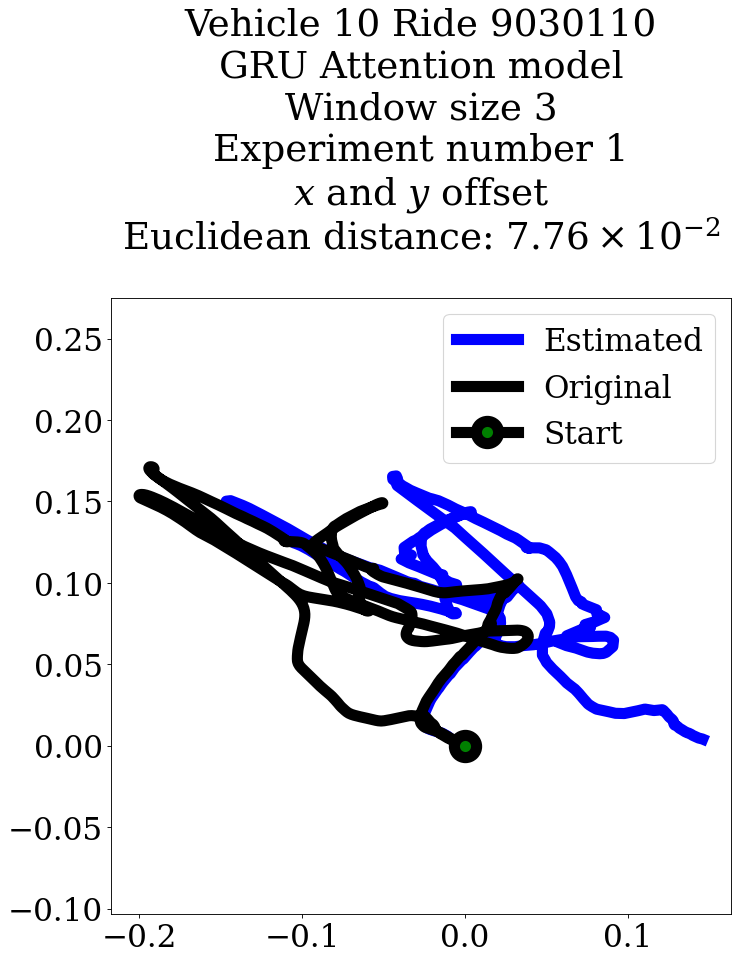 Vehicle 10 Ride 9030110
GRU Attention model
Window size 3
Experiment number 1
x and y offset
Euclidean distance: 7.76 × 10⁻²
Estimated
Original
Start
0.25
0.20
0.15
0.10
0.05
0.00
−0.05
−0.10
−0.2 −0.1 0.0 0.1